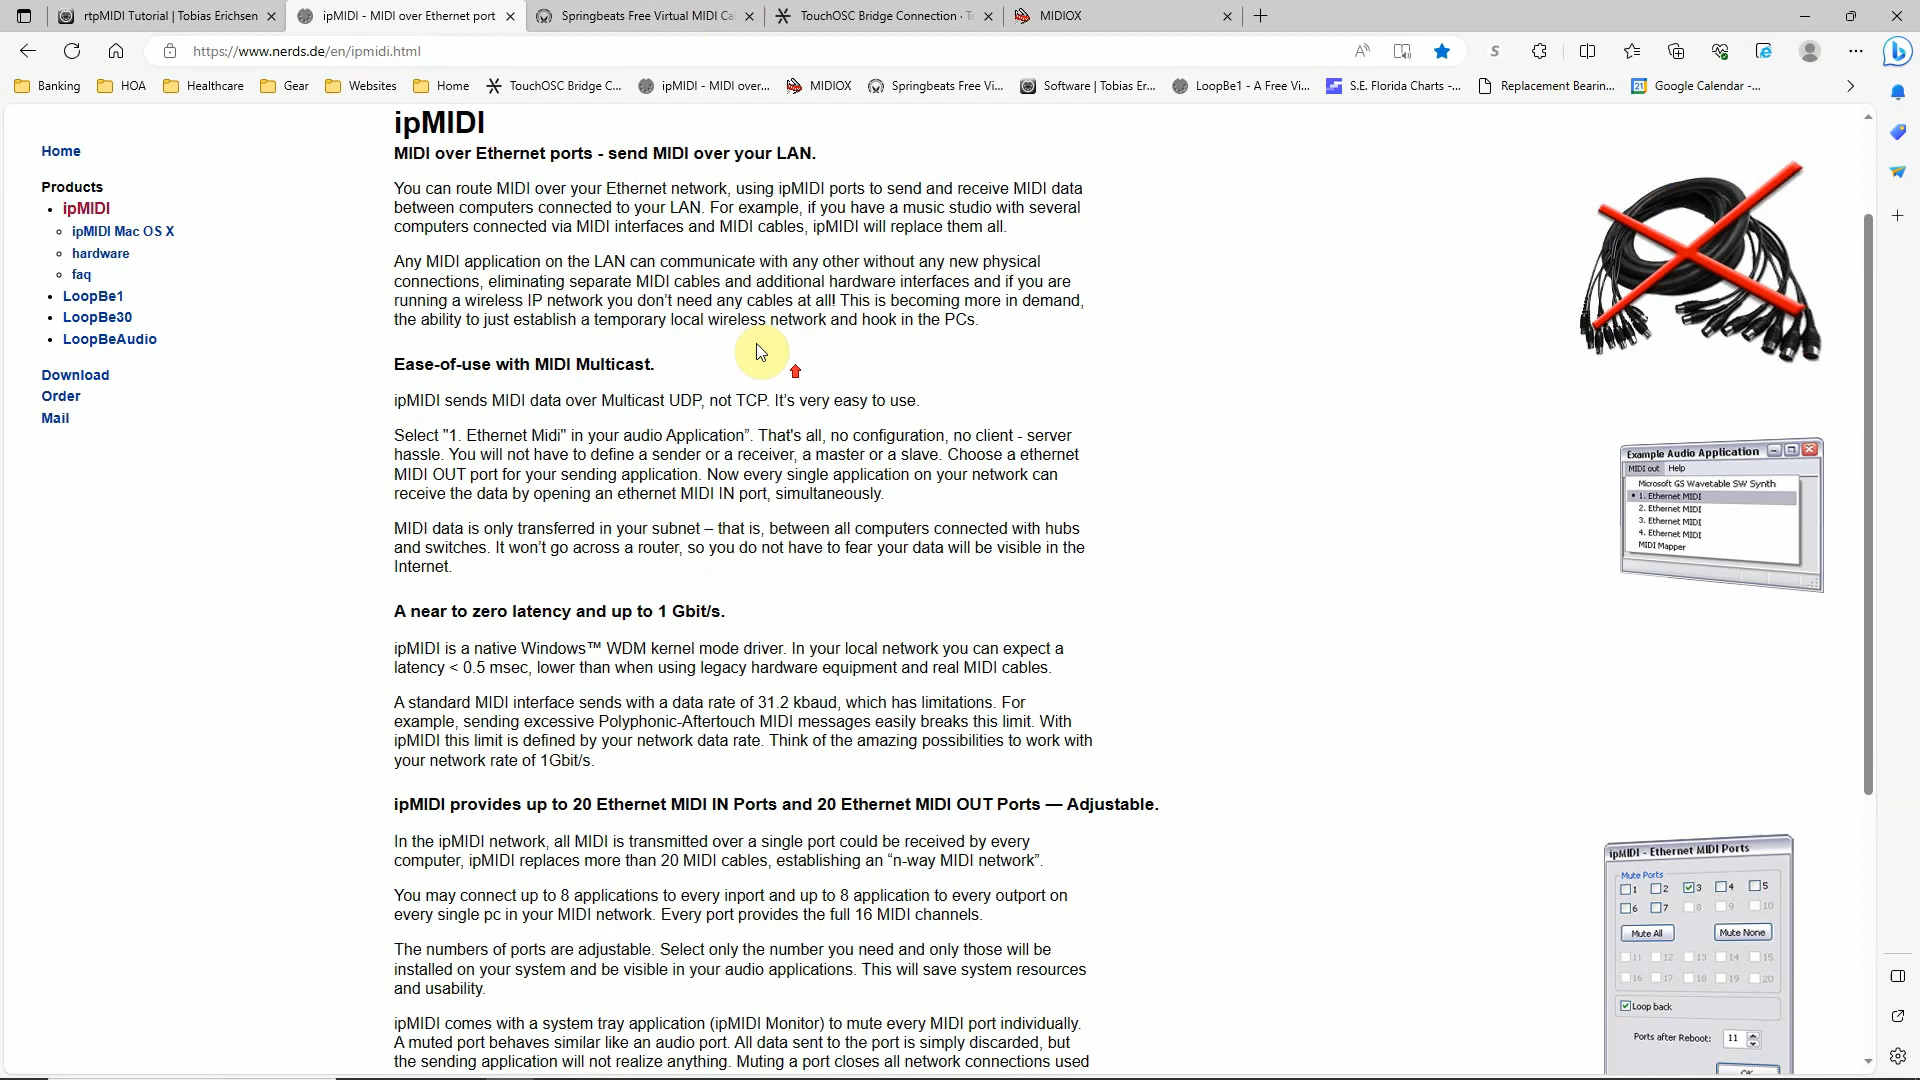 rtpMIDI Tutorial | Tobias Erichsen
ipMIDI - MIDI over Ethernet port
Springbeats Free Virtual MIDI Ca
TouchOSC Bridge Connection ·
MIDIOX
https://www.nerds.de/en/ipmidi.html
Banking
HOA
Healthcare
Gear
Websites
Home
TouchOSC Bridge C...
ipMIDI - MIDI over...
MIDIOX
Springbeats Free Vi...
Software | Tobias Er...
LoopBe1 - A Free Vi...
S.E. Florida Charts -...
Replacement Bearin...
Google Calendar -...
Home
Products
ipMIDI
ipMIDI Mac OS X
hardware
faq
LoopBe1
LoopBe30
LoopBeAudio
Download
Order
Mail
ipMIDI
MIDI over Ethernet ports - send MIDI over your LAN.
You can route MIDI over your Ethernet network, using ipMIDI ports to send and receive MIDI data
between computers connected to your LAN. For example, if you have a music studio with several
computers connected via MIDI interfaces and MIDI cables, ipMIDI will replace them all.
Any MIDI application on the LAN can communicate with any other without any new physical
connections, eliminating separate MIDI cables and additional hardware interfaces and if you are
running a wireless IP network you don't need any cables at all! This is becoming more in demand,
the ability to just establish a temporary local wireless network and hook in the PCs.
Ease-of-use with MIDI Multicast.
ipMIDI sends MIDI data over Multicast UDP, not TCP. It's very easy to use.
Select "1. Ethernet Midi" in your audio Application”. That's all, no configuration, no client - server
hassle. You will not have to define a sender or a receiver, a master or a slave. Choose a ethernet
MIDI OUT port for your sending application. Now every single application on your network can
receive the data by opening an ethernet MIDI IN port, simultaneously.
MIDI data is only transferred in your subnet – that is, between all computers connected with hubs
and switches. It won't go across a router, so you do not have to fear your data will be visible in the
Internet.
A near to zero latency and up to 1 Gbit/s.
ipMIDI is a native Windows™ WDM kernel mode driver. In your local network you can expect a
latency < 0.5 msec, lower than when using legacy hardware equipment and real MIDI cables.
A standard MIDI interface sends with a data rate of 31.2 kbaud, which has limitations. For
example, sending excessive Polyphonic-Aftertouch MIDI messages easily breaks this limit. With
ipMIDI this limit is defined by your network data rate. Think of the amazing possibilities to work with
your network rate of 1Gbit/s.
ipMIDI provides up to 20 Ethernet MIDI IN Ports and 20 Ethernet MIDI OUT Ports — Adjustable.
In the ipMIDI network, all MIDI is transmitted over a single port could be received by every
computer, ipMIDI replaces more than 20 MIDI cables, establishing an “n-way MIDI network”.
You may connect up to 8 applications to every inport and up to 8 application to every outport on
every single pc in your MIDI network. Every port provides the full 16 MIDI channels.
The numbers of ports are adjustable. Select only the number you need and only those will be
installed on your system and be visible in your audio applications. This will save system resources
and usability.
ipMIDI comes with a system tray application (ipMIDI Monitor) to mute every MIDI port individually.
A muted port behaves similar like an audio port. All data sent to the port is simply discarded, but
the sending application will not realize anything. Muting a port closes all network connections used
Example Audio Application
MIDI out Help
Microsoft GS Wavetable SW Synth
1. Ethernet MIDI
2. Ethernet MIDI
3. Ethernet MIDI
4. Ethernet MIDI
MIDI Mapper
ipMIDI - Ethernet MIDI Ports
Mute Ports
1 2 3 4 5
6 7 8 9 10
Mute All Mute None
11 12 13 14 15
16 17 18 19 20
Loop back
Ports after Reboot: 11
OK